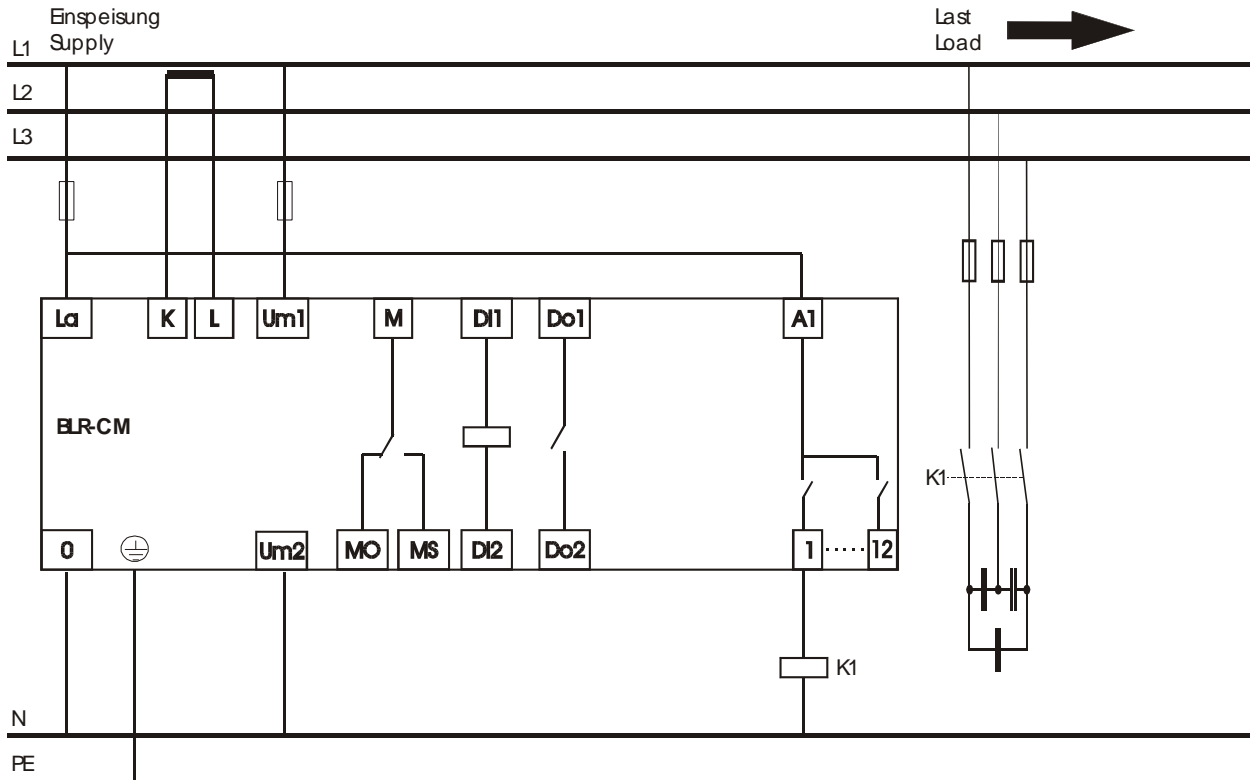 Einspeisung
Supply
Last
Load
L1
L2
L3
La
K
L
Um1
M
DI1
Do1
A1
BLR-CM
K1
0
Um2
MO
MS
DI2
Do2
1 ..... 12
K1
N
PE